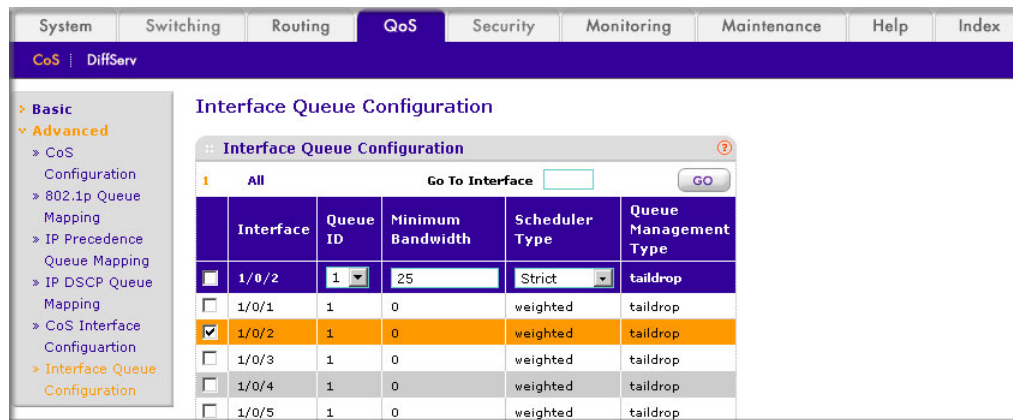 System Switching Routing QoS Security Monitoring Maintenance Help Index
CoS DiffServ
Basic
Advanced
» CoS
Configuration
» 802.1p Queue
Mapping
» IP Precedence
Queue Mapping
» IP DSCP Queue
Mapping
» CoS Interface
Configuartion
» Interface Queue
Configuration
Interface Queue Configuration
Interface Queue Configuration ?
1 All Go To Interface GO
Interface Queue ID Minimum Bandwidth Scheduler Type Queue Management Type
1/0/2 1 25 Strict taildrop
1/0/1 1 0 weighted taildrop
1/0/2 1 0 weighted taildrop
1/0/3 1 0 weighted taildrop
1/0/4 1 0 weighted taildrop
1/0/5 1 0 weighted taildrop